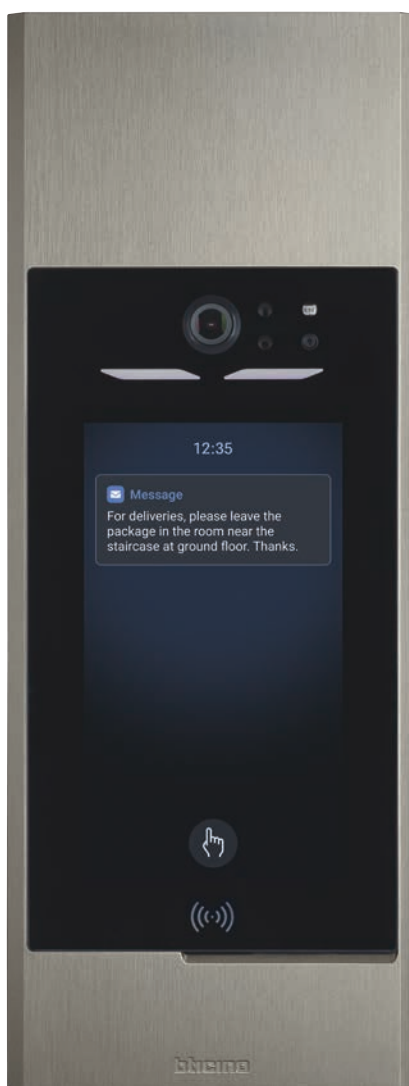 12:35
Message
For deliveries, please leave the
package in the room near the
staircase at ground floor. Thanks.
bticino